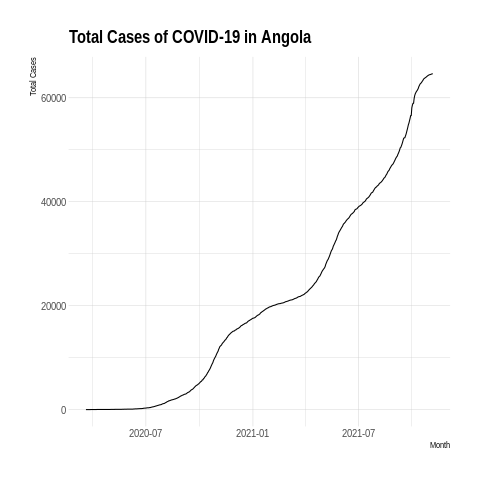 Total Cases of COVID-19 in Angola
Total Cases
60000
40000
20000
0
2020-07 2021-01 2021-07
Month